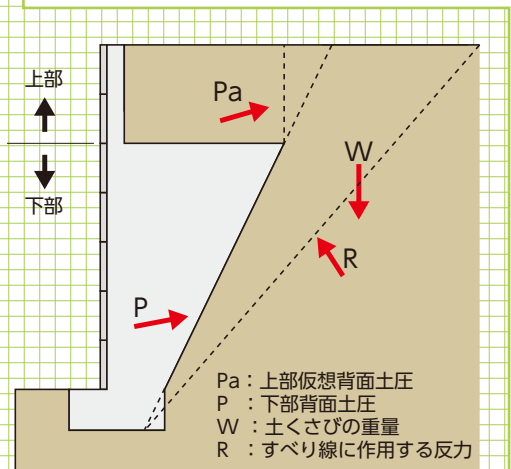 上部
Pa
W
下部
R
P
Pa：上部仮想背面土圧
P ：下部背面土圧
W ：土くさびの重量
R ：すべり線に作用する反力